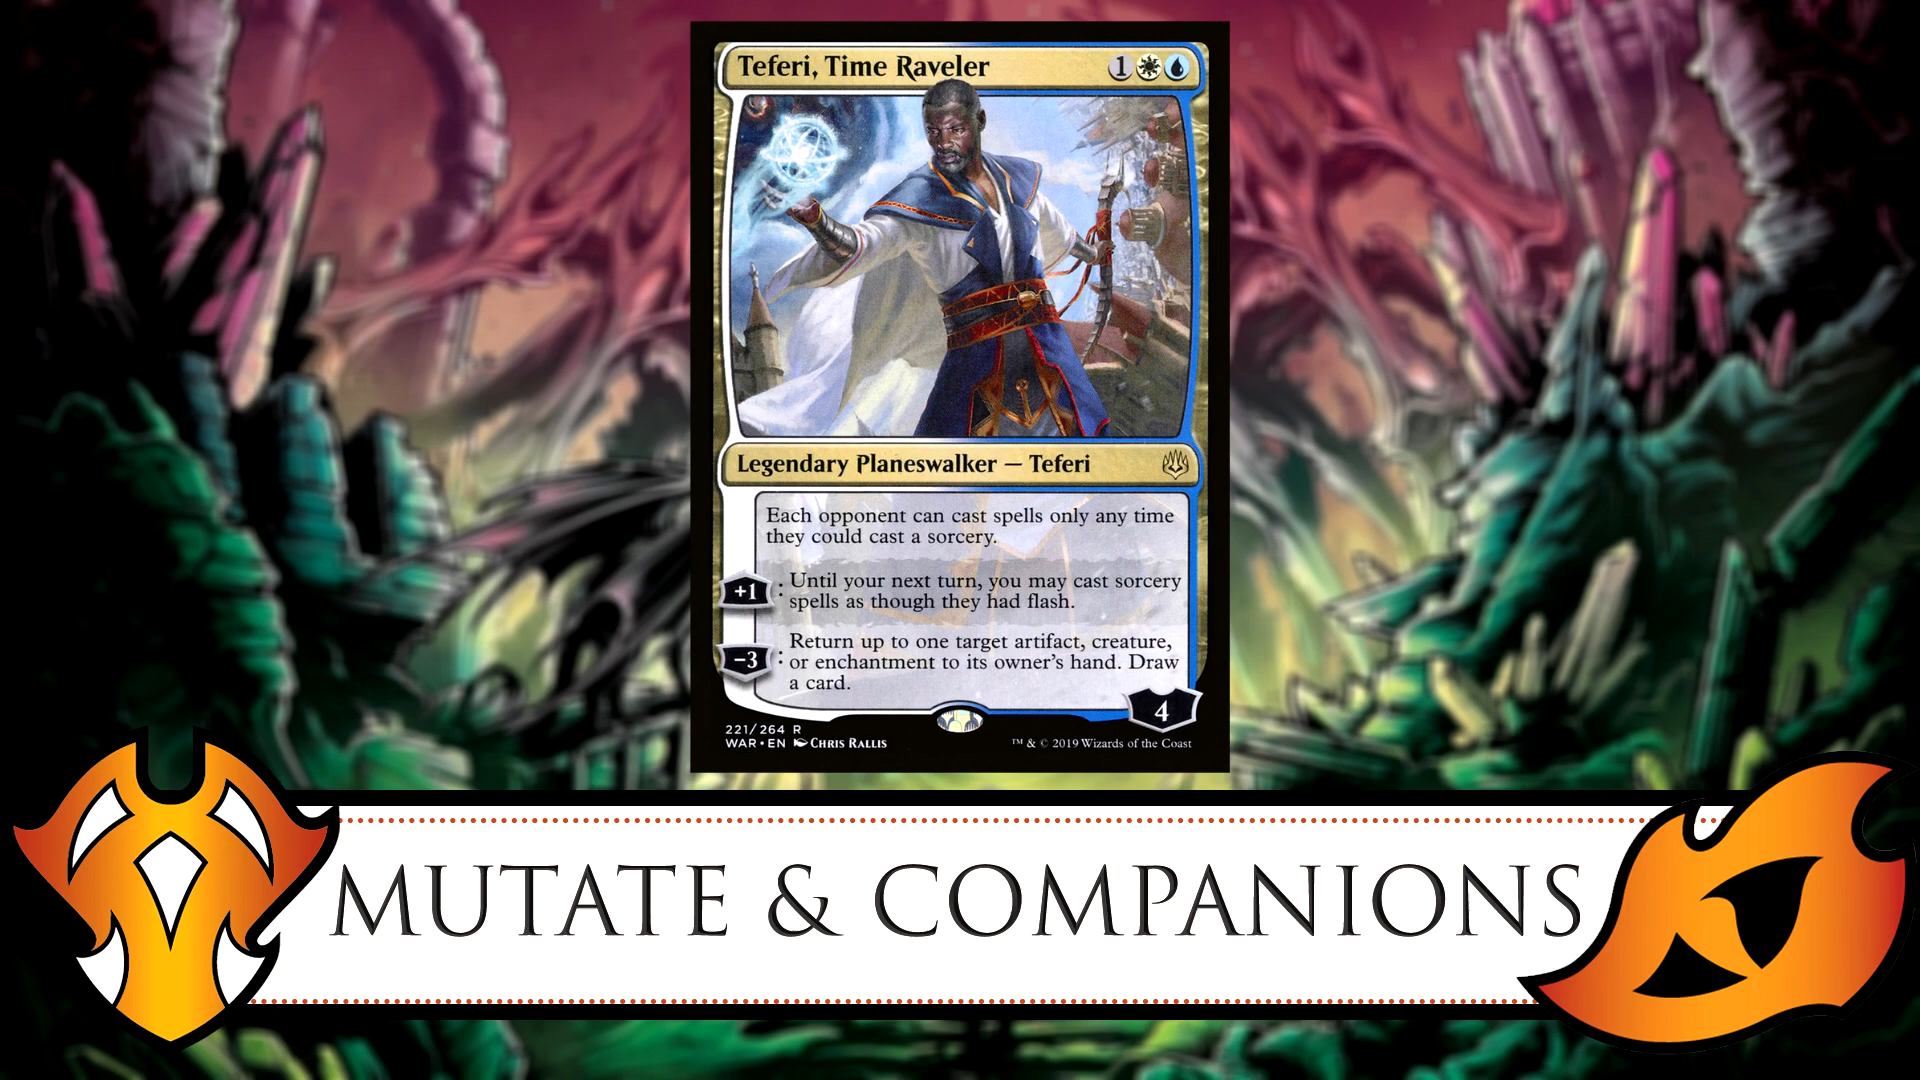 Teferi, Time Raveler 1
Legendary Planeswalker — Teferi
Each opponent can cast spells only any time
they could cast a sorcery.
+1: Until your next turn, you may cast sorcery
spells as though they had flash.
−3: Return up to one target artifact, creature,
or enchantment to its owner's hand. Draw
a card.
4
221/264 R
WAR • EN Chris Rallis
™ & © 2019 Wizards of the Coast
MUTATE & COMPANIONS